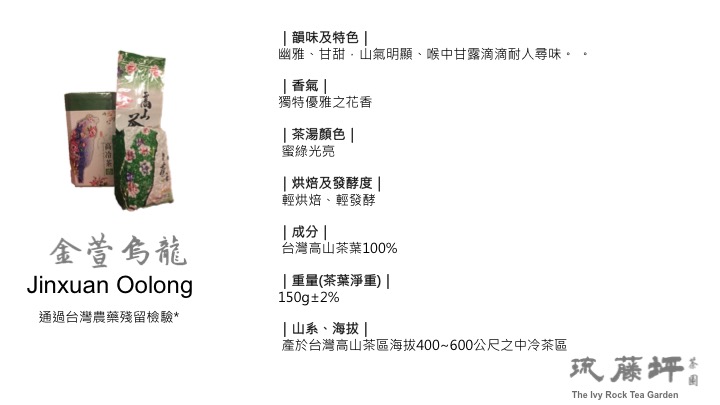 ｜韻味及特色｜
幽雅、甘甜．山氣明顯、喉中甘露滴滴耐人尋味。 。
｜香氣｜
獨特優雅之花香
｜茶湯顏色｜
蜜綠光亮
｜烘焙及發酵度｜
輕烘焙、輕發酵
｜成分｜
台灣高山茶葉100%
｜重量(茶葉淨重)｜
150g±2%
｜山系、海拔｜
產於台灣高山茶區海拔400~600公尺之中冷茶區
高山茶
金萱烏龍
Jinxuan Oolong
通過台灣農藥殘留檢驗*
琉藤坪茶園
The Ivy Rock Tea Garden